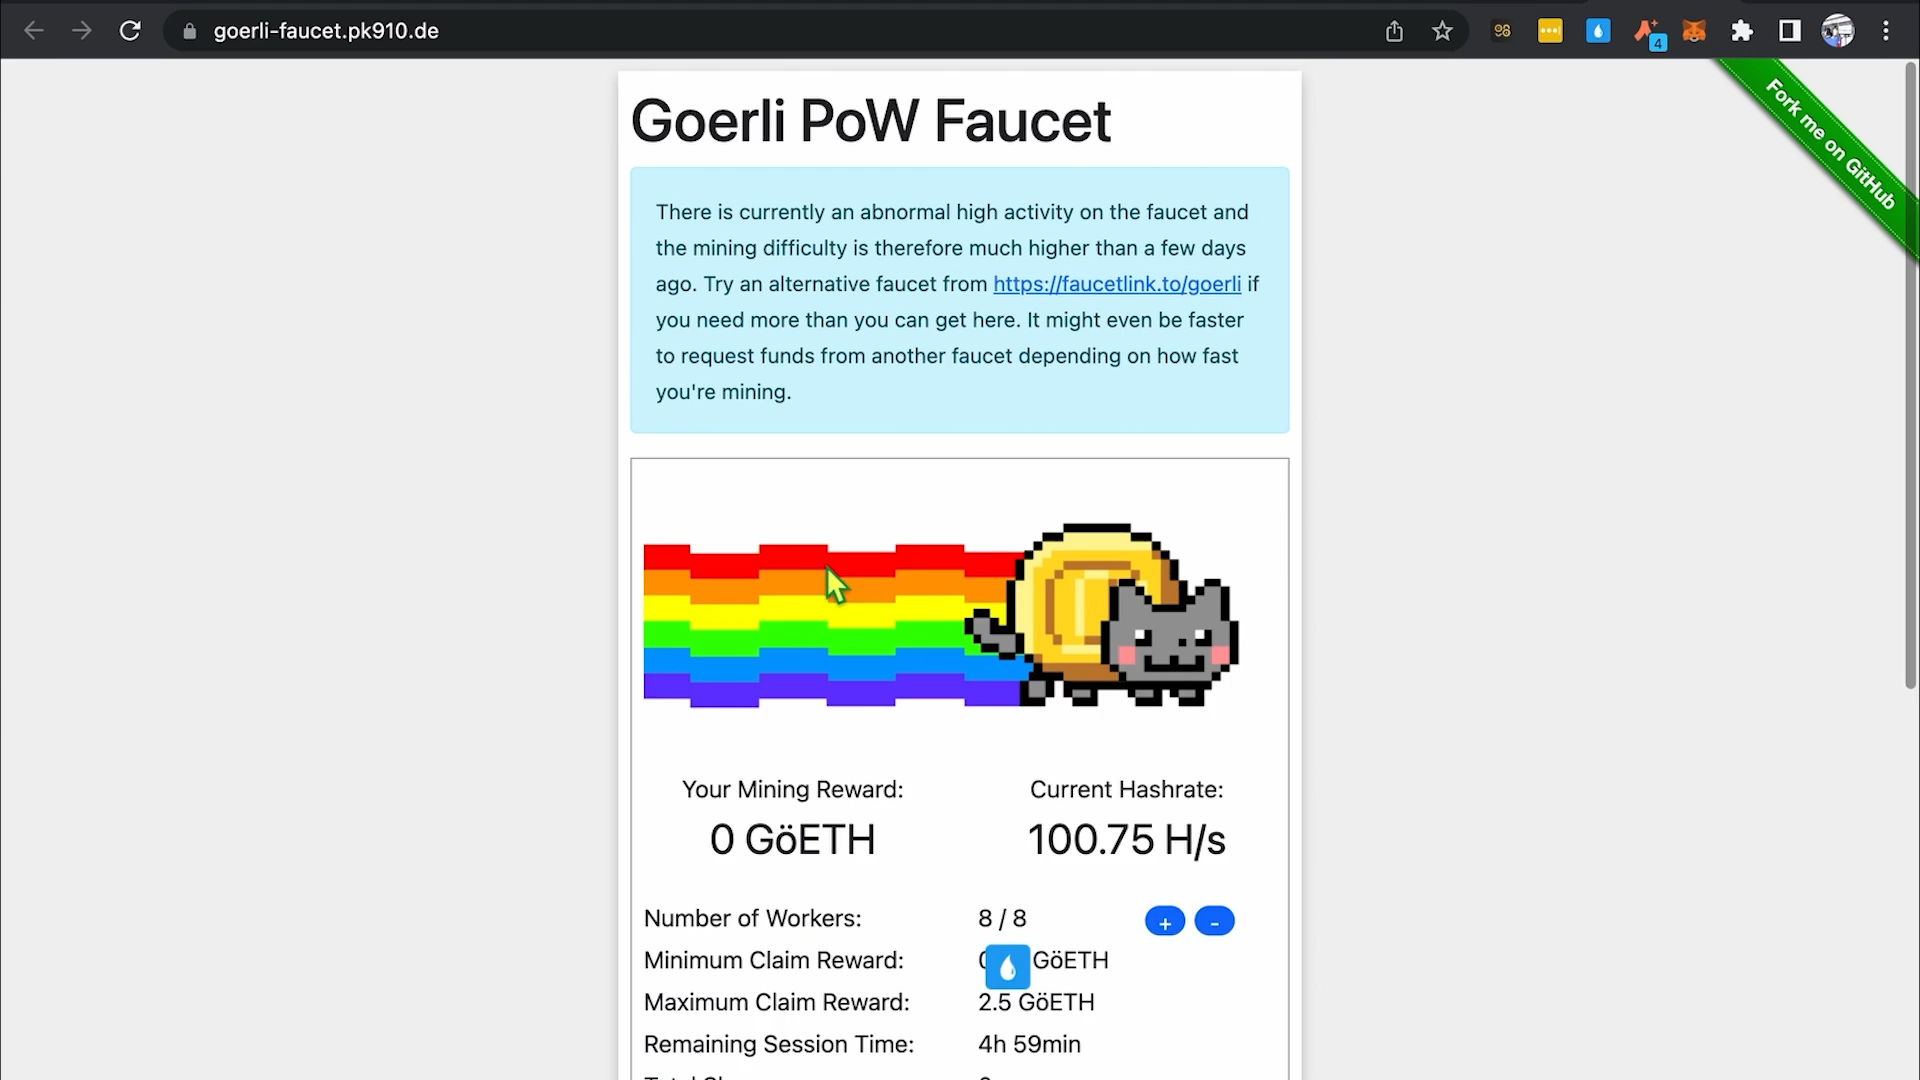 goerli-faucet.pk910.de
98
4
Fork me on GitHub
Goerli PoW Faucet
There is currently an abnormal high activity on the faucet and
the mining difficulty is therefore much higher than a few days
ago. Try an alternative faucet from https://faucetlink.to/goerli if
you need more than you can get here. It might even be faster
to request funds from another faucet depending on how fast
you're mining.
Your Mining Reward: Current Hashrate:
0 GöETH 100.75 H/s
Number of Workers: 8 / 8 + -
Minimum Claim Reward: GöETH
Maximum Claim Reward: 2.5 GöETH
Remaining Session Time: 4h 59min